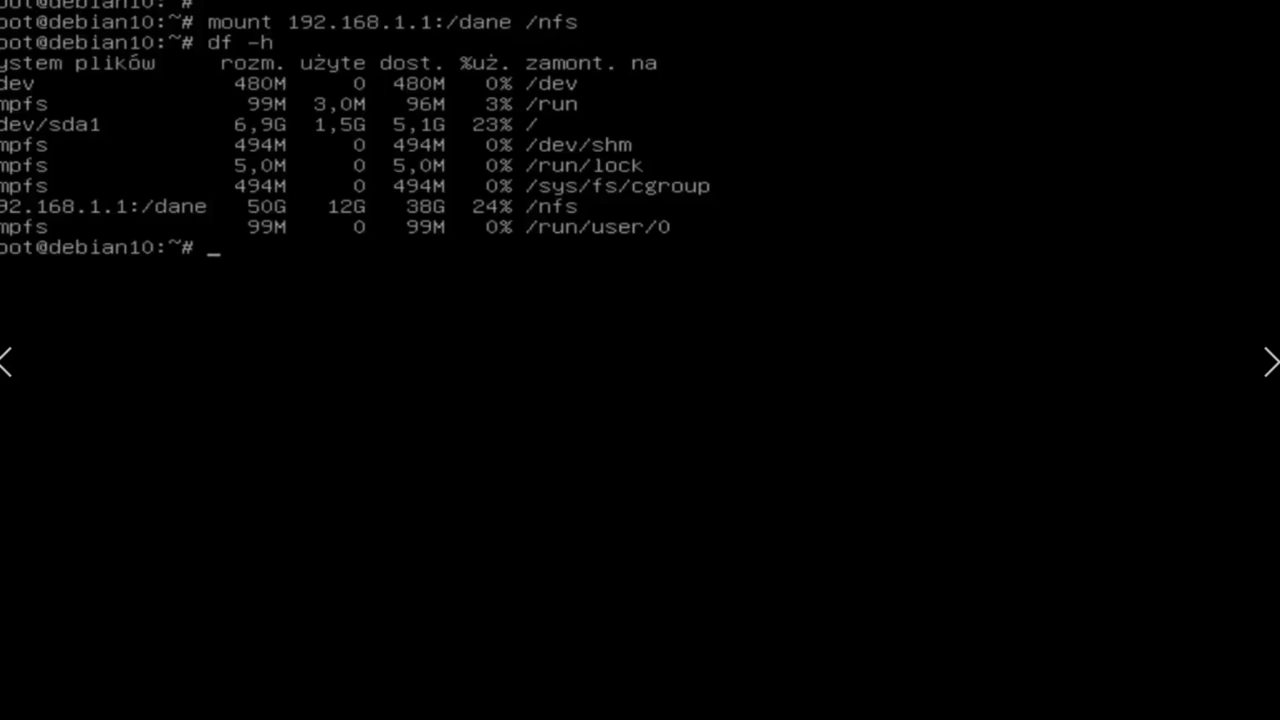 oot@debian10:~#
oot@debian10:~# mount 192.168.1.1:/dane /nfs
oot@debian10:~# df -h
ystem plików rozm. użyte dost. %uż. zamont. na
dev 480M 0 480M 0% /dev
mpfs 99M 3,0M 96M 3% /run
dev/sda1 6,9G 1,5G 5,1G 23% /
mpfs 494M 0 494M 0% /dev/shm
mpfs 5,0M 0 5,0M 0% /run/lock
mpfs 494M 0 494M 0% /sys/fs/cgroup
92.168.1.1:/dane 50G 12G 38G 24% /nfs
mpfs 99M 0 99M 0% /run/user/0
oot@debian10:~# _